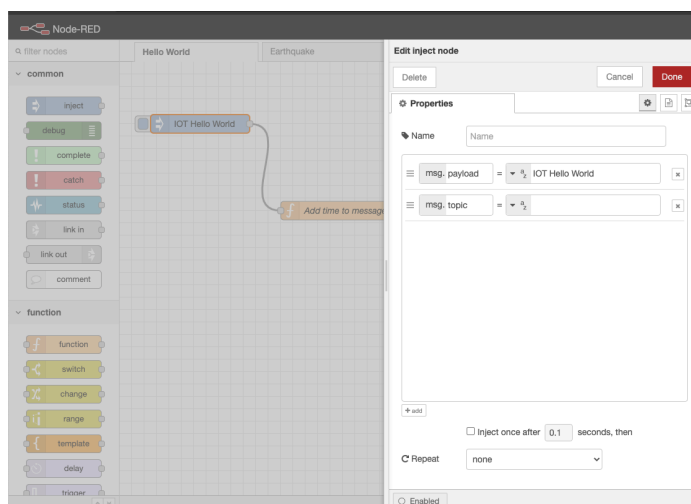 Node-RED
filter nodes
common
inject
debug
complete
catch
status
link in
link out
comment
function
function
switch
change
range
template
delay
trigger
Hello World
Earthquake
IOT Hello World
Add time to message
Edit inject node
Delete
Cancel
Done
Properties
Name
Name
msg. payload = a z IOT Hello World
msg. topic = a z
+ add
Inject once after 0.1 seconds, then
Repeat none
Enabled